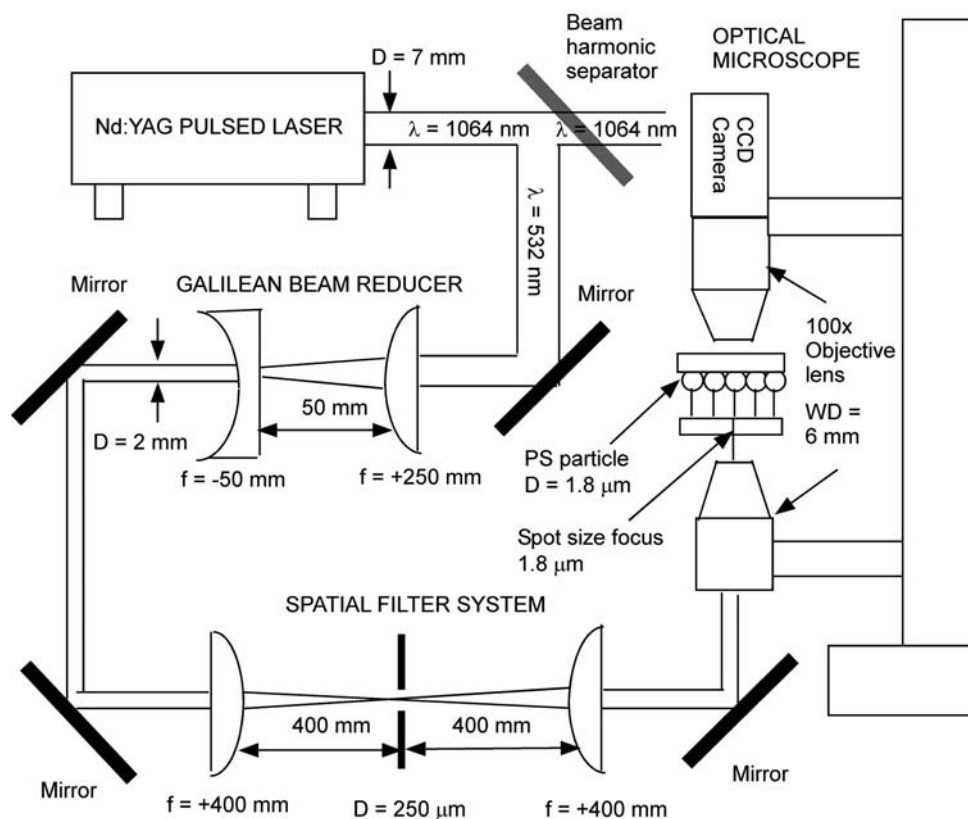 D = 7 mm
Beam
harmonic
separator
OPTICAL
MICROSCOPE
Nd:YAG PULSED LASER
λ = 1064 nm
λ = 1064 nm
CCD
Camera
λ = 532 nm
Mirror
GALILEAN BEAM REDUCER
Mirror
100x
Objective
lens
WD =
6 mm
50 mm
D = 2 mm
f = -50 mm
f = +250 mm
PS particle
D = 1.8 μm
Spot size focus
1.8 μm
SPATIAL FILTER SYSTEM
400 mm
400 mm
Mirror
f = +400 mm
D = 250 μm
f = +400 mm
Mirror